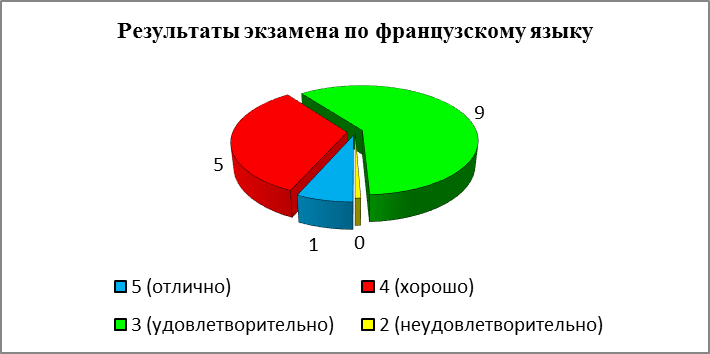 Результаты экзамена по французскому языку
9
5
1
0
5 (отлично)
4 (хорошо)
3 (удовлетворительно)
2 (неудовлетворительно)